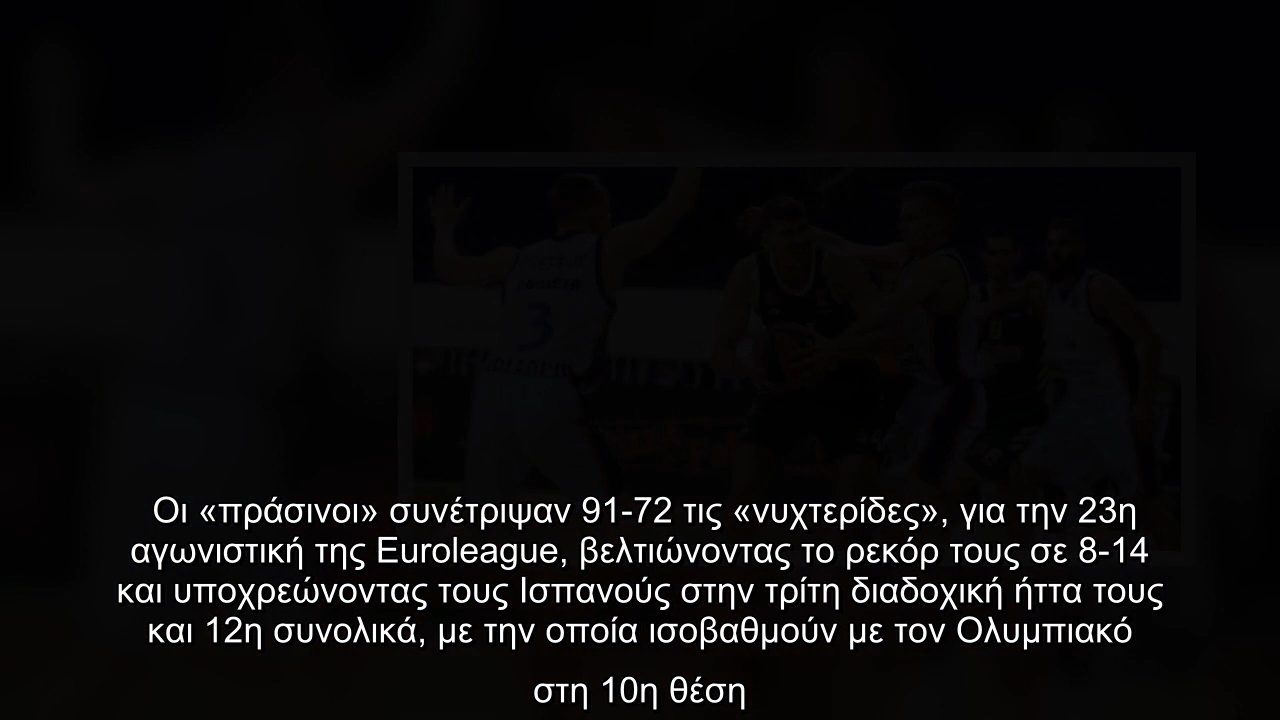 Οι «πράσινοι» συνέτριψαν 91-72 τις «νυχτερίδες», για την 23η
αγωνιστική της Euroleague, βελτιώνοντας το ρεκόρ τους σε 8-14
και υποχρεώνοντας τους Ισπανούς στην τρίτη διαδοχική ήττα τους
και 12η συνολικά, με την οποία ισοβαθμούν με τον Ολυμπιακό
στη 10η θέση
3